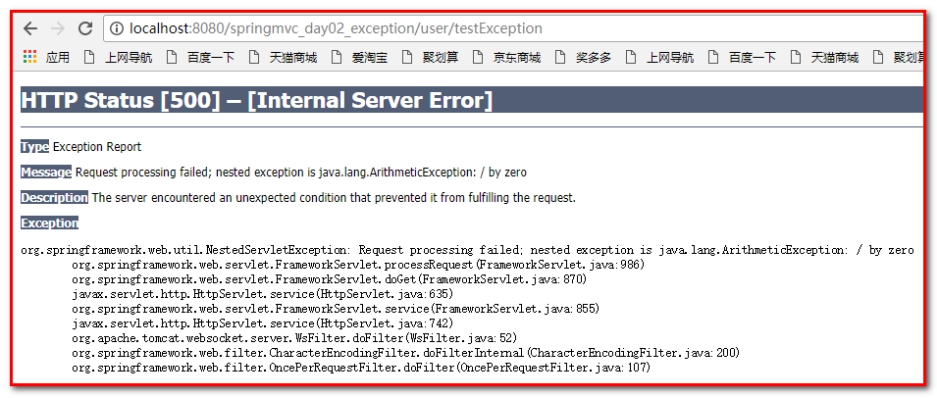 localhost:8080/springmvc_day02_exception/user/testException
应用 上网导航 百度一下 天猫商城 爱淘宝 聚划算 京东商城 奖多多 上网导航 百度一下 天猫商城 聚划算
HTTP Status [500] – [Internal Server Error]
Type Exception Report
Message Request processing failed; nested exception is java.lang.ArithmeticException: / by zero
Description The server encountered an unexpected condition that prevented it from fulfilling the request.
Exception
org.springframework.web.util.NestedServletException: Request processing failed; nested exception is java.lang.ArithmeticException: / by zero
org.springframework.web.servlet.FrameworkServlet.processRequest(FrameworkServlet.java:986)
org.springframework.web.servlet.FrameworkServlet.doGet(FrameworkServlet.java:870)
javax.servlet.http.HttpServlet.service(HttpServlet.java:635)
org.springframework.web.servlet.FrameworkServlet.service(FrameworkServlet.java:855)
javax.servlet.http.HttpServlet.service(HttpServlet.java:742)
org.apache.tomcat.websocket.server.WsFilter.doFilter(WsFilter.java:52)
org.springframework.web.filter.CharacterEncodingFilter.doFilterInternal(CharacterEncodingFilter.java:200)
org.springframework.web.filter.OncePerRequestFilter.doFilter(OncePerRequestFilter.java:107)